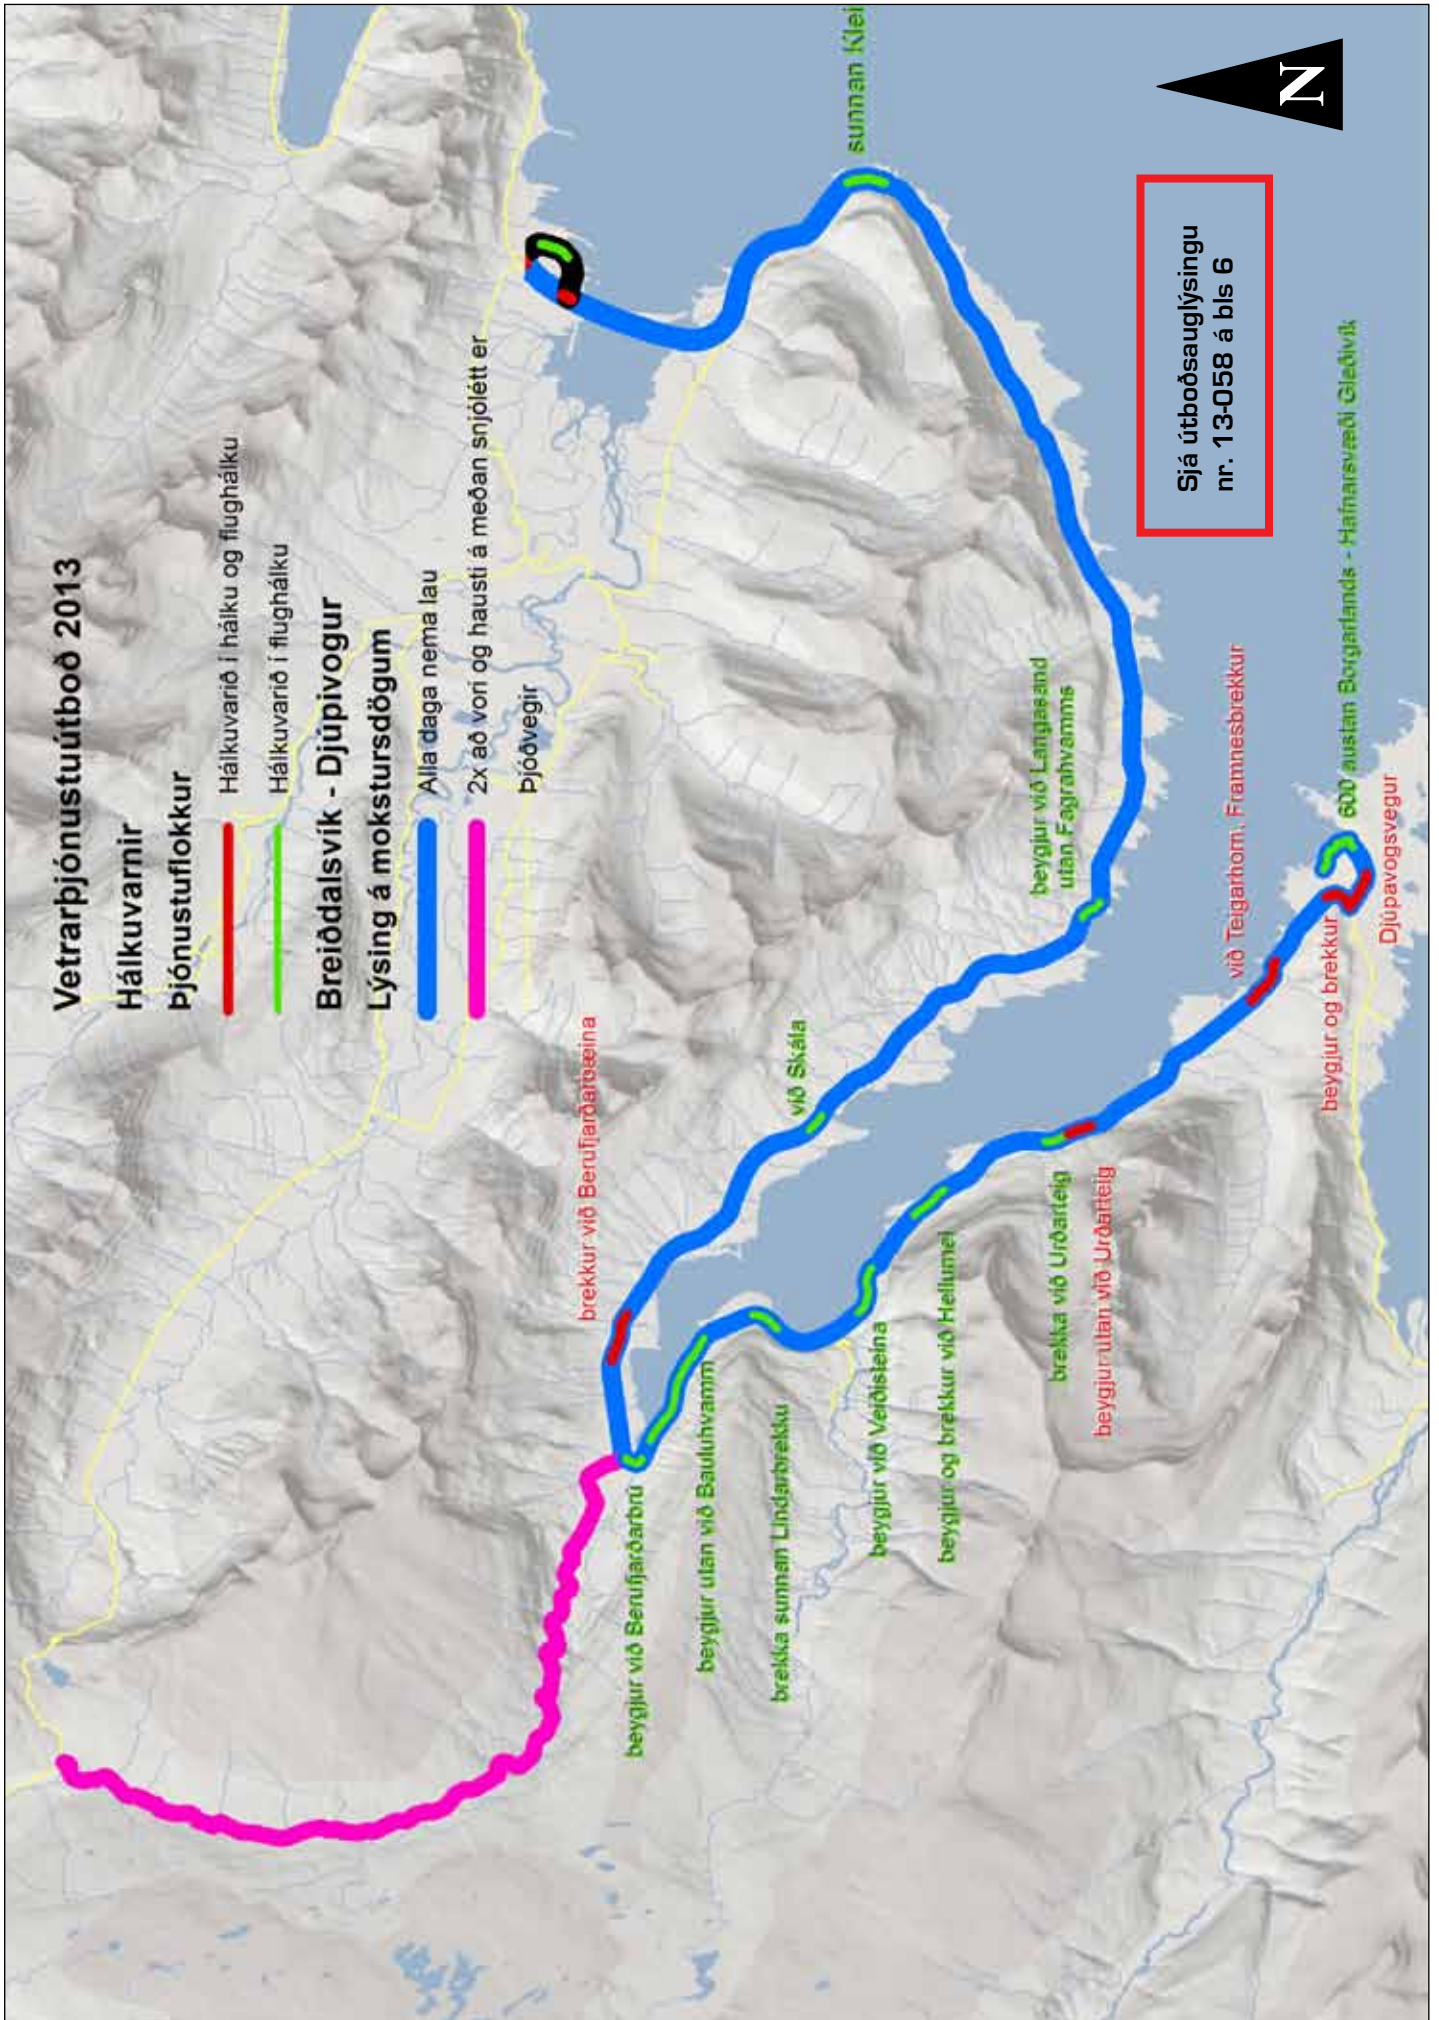 Vetrarþjónustuútboð 2013
Hálkuvarnir
Þjónustuflokkur
Hálkuvarið í hálku og flughálku
Hálkuvarið í flughálku
Breiðdalsvík - Djúpivogur
Lýsing á mokstursdögum
Alla daga nema lau
2x að vori og hausti á meðan snjólétt er
Þjóðvegir
sunnan Klei
N
Sjá útboðsauglýsingu
nr. 13-058 á bls 6
brekkur við Berufjarðarbæina
við Skála
beygjur við Langasand
utan Fagrahvamms
við Teigarhorn, Framnesbrekkur
600 austan Borgarlands - Hafnarsvæði Gleðivík
Djúpavogsvegur
beygjur og brekkur
beygjur við Berufjarðarbrú
beygjur utan við Bauluhvamm
brekka sunnan Lindarbrekku
beygjur við Veiðisteina
beygjur og brekkur við Hellumel
brekka við Urðarteig
beygjur utan við Urðarteig